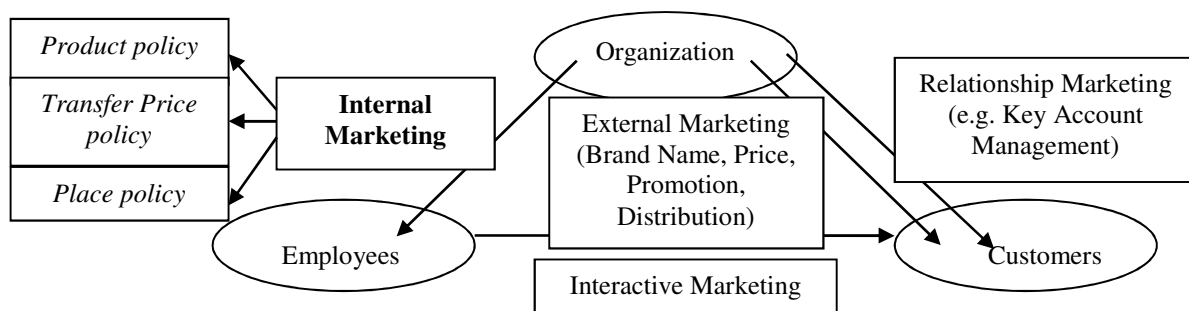 Product policy
Transfer Price
policy
Place policy
Internal
Marketing
Organization
External Marketing
(Brand Name, Price,
Promotion,
Distribution)
Relationship Marketing
(e.g. Key Account
Management)
Employees
Customers
Interactive Marketing